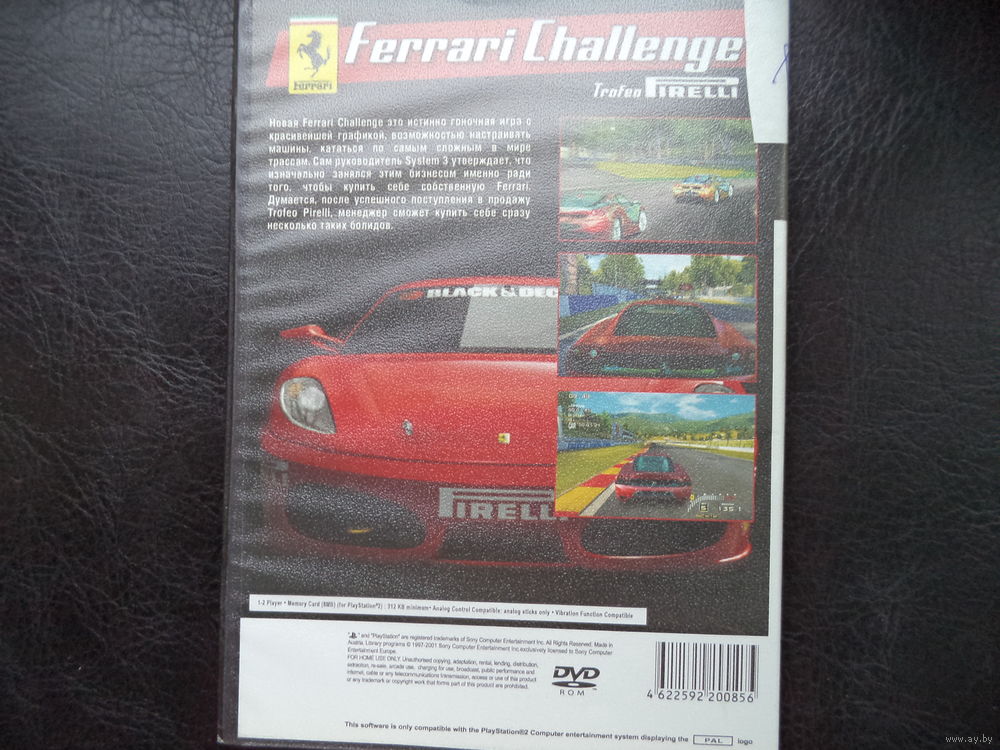 Ferrari
Ferrari Challenge
Trofeo PIRELLI
Новая Ferrari Challenge это истинно гоночная игра с
красивейшей графикой, возможностью настраивать
машины, кататься по самым сложным в мире
трассам. Сам руководитель System 3 утверждает, что
изначально занялся этим бизнесом именно ради
того, чтобы купить себе собственную Ferrari.
Думается, после успешного поступления в продажу
Trofeo Pirelli, менеджер сможет купить себе сразу
несколько таких болидов.
BLACK & DEC
PIRELLI
1-2 Player • Memory Card (8MB) (for PlayStation®2) : 312 KB minimum• Analog Control Compatible: analog sticks only • Vibration Function Compatible
" " and "PlayStation" are registered trademarks of Sony Computer Entertainment Inc. All Rights Reserved. Made in
Austria. Library programs © 1997-2001 Sony Computer Entertainment Inc.exclusively licensed to Sony Computer
Entertainment Europe.
FOR HOME USE ONLY. Unauthorised copying, adaptation, rental, lending, distribution,
extraction, re-sale, arcade use, charging for use, broadcast, public performance and
internet, cable or any telecommunications transmission, access or use of this product
or any trademark or copyright work that forms part of this product are prohibited.
DVD
ROM
4 622592 200856
This software is only compatible with the PlayStation®2 Computer entertainment system displaying the PAL logo
www.ay.by